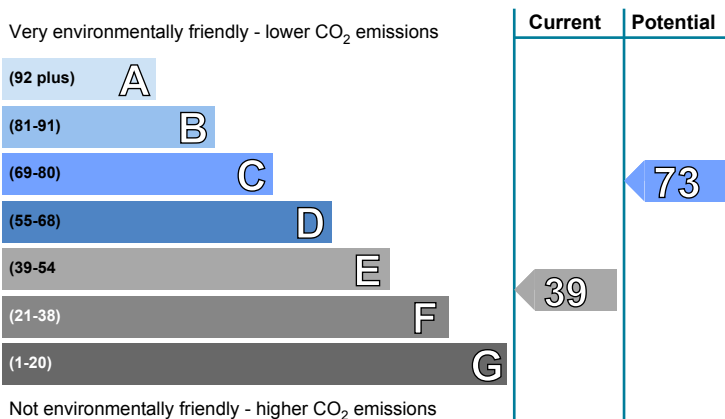 Very environmentally friendly - lower CO2 emissions
Current
Potential
(92 plus) A
(81-91) B
(69-80) C
73
(55-68) D
(39-54 E
39
(21-38) F
(1-20) G
Not environmentally friendly - higher CO2 emissions